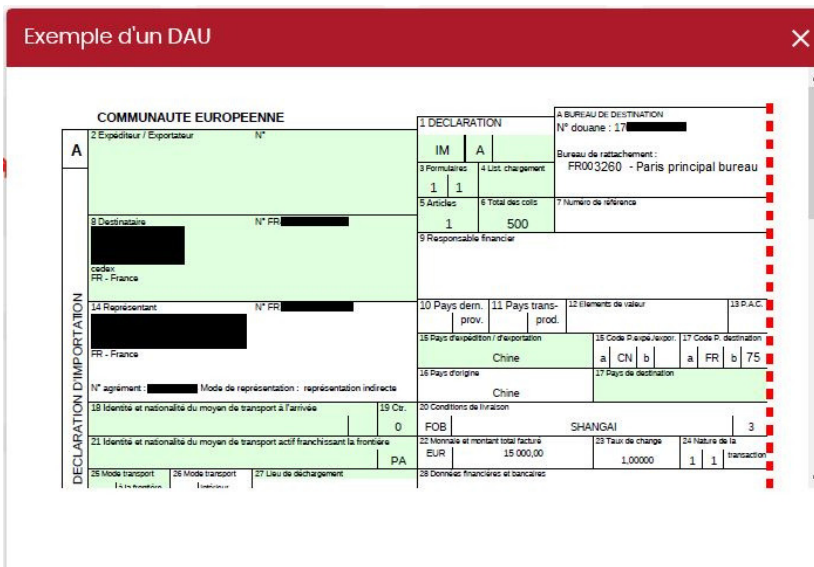 Exemple d'un DAU
COMMUNAUTE EUROPEENNE
A
DECLARATION D'IMPORTATION
1 DECLARATION
IM A
A BUREAU DE DESTINATION
N° douane : 17
Bureau de rattachement :
FR003260 - Paris principal bureau
2 Expéditeur / Exportateur N°
3 Formulaires
1 1
4 List. chargement
5 Articles
1
6 Total des colis
500
7 Numéro de référence
8 Destinataire N° FR
cedex
FR - France
9 Responsable financier
14 Représentant N° FR
FR - France
N° agrément : Mode de représentation : représentation indirecte
10 Pays dern.
prov.
11 Pays trans-
prod.
12 Elements de valeur
13 P.A.C.
15 Pays d'expédition / d'exportation
Chine
15 Code P.expé./expor.
a CN b
17 Code P. destination
a FR b 75
16 Pays d'origine
Chine
17 Pays de destination
18 Identité et nationalité du moyen de transport à l'arrivée
19 Ctr.
0
20 Conditions de livraison
FOB SHANGAI 3
21 Identité et nationalité du moyen de transport actif franchissant la frontière
PA
22 Monnaie et montant total facturé
EUR 15 000,00
23 Taux de change
1,00000
24 Nature de la
1 1 transaction
25 Mode transport
à la frontière
26 Mode transport
intérieur
27 Lieu de déchargement
28 Données financières et bancaires